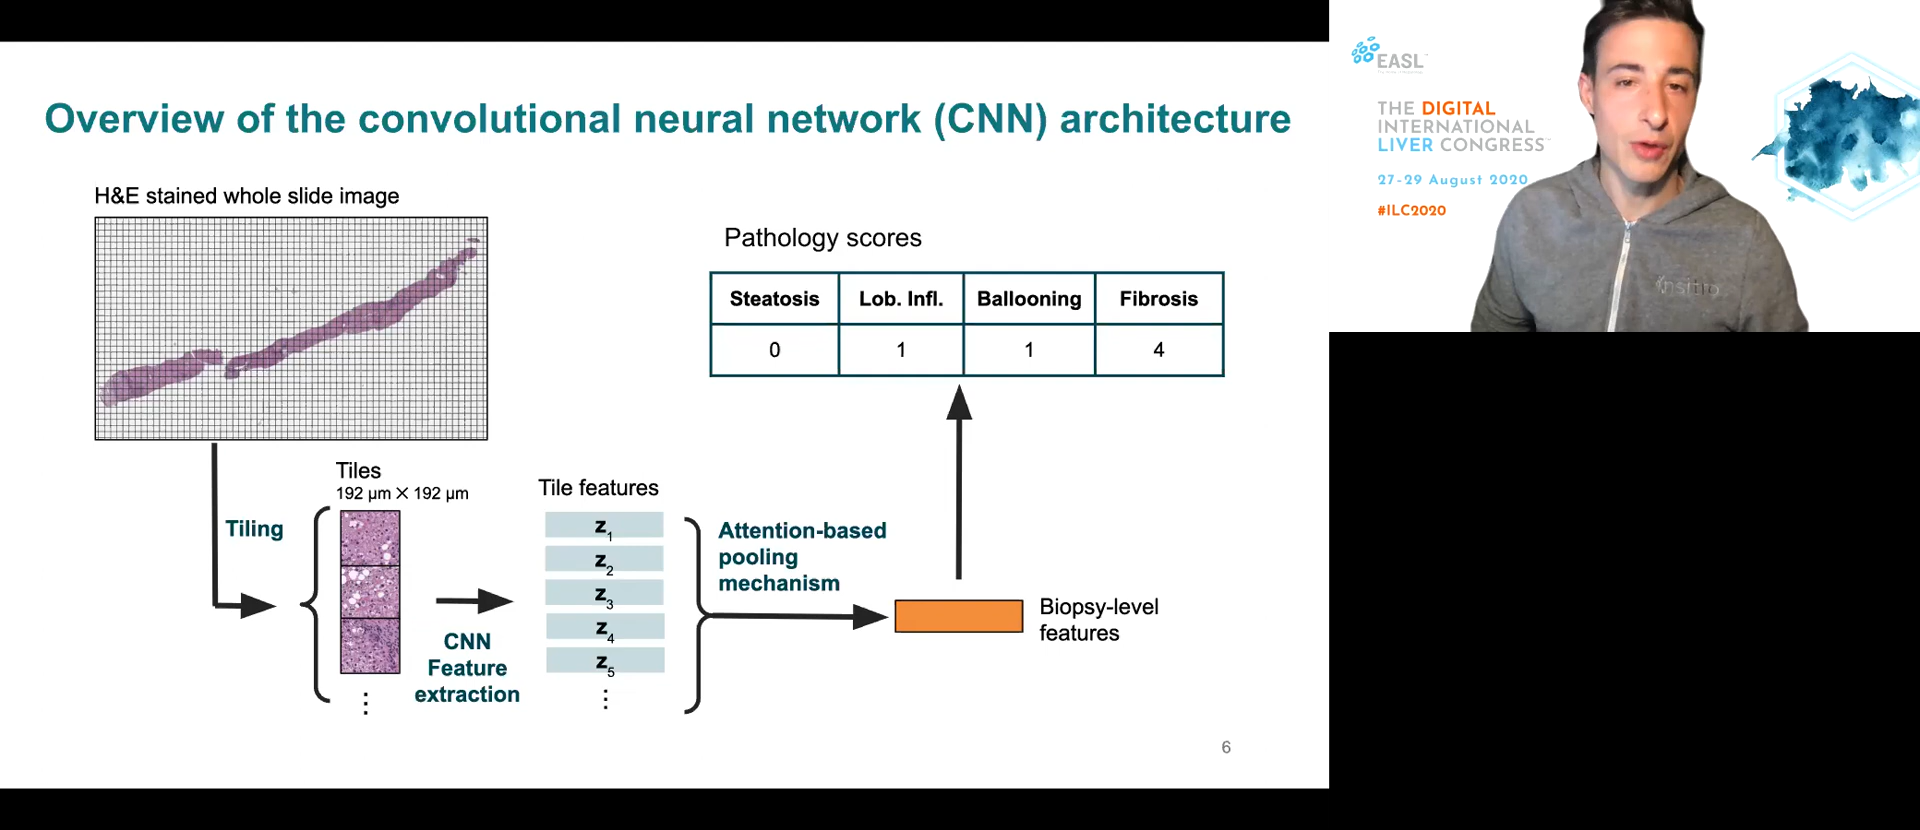 Overview of the convolutional neural network (CNN) architecture
H&E stained whole slide image
Pathology scores
Steatosis Lob. Infl. Ballooning Fibrosis
0 1 1 4
Tiling
Tiles
192 µm × 192 µm
⋮
CNN
Feature
extraction
Tile features
z1
z2
z3
z4
z5
⋮
Attention-based
pooling
mechanism
Biopsy-level
features
6
EASL™
THE DIGITAL
INTERNATIONAL
LIVER CONGRESS™
27-29 August 2020
#ILC2020
insitro